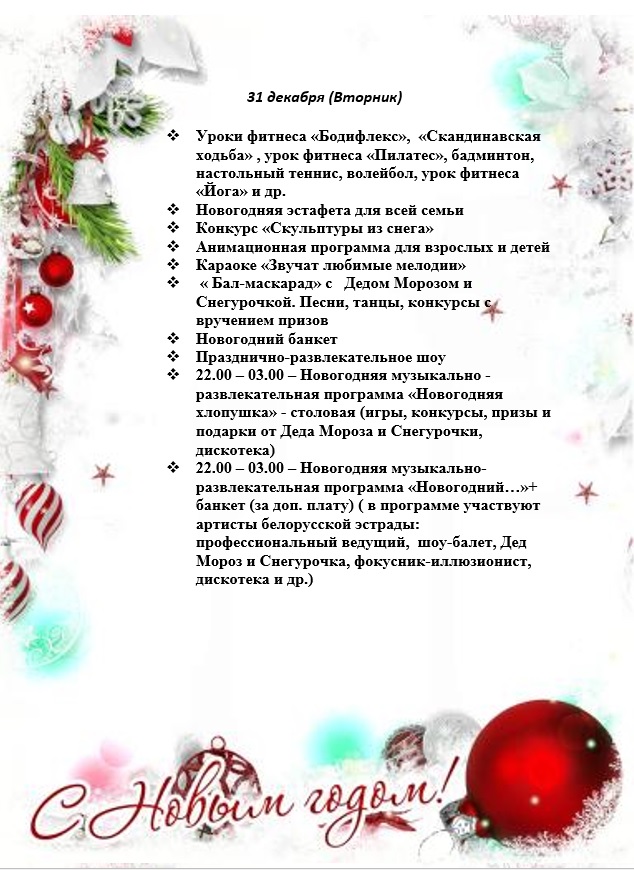 31 декабря (Вторник)
❖ Уроки фитнеса «Бодифлекс», «Скандинавская
ходьба» , урок фитнеса «Пилатес», бадминтон,
настольный теннис, волейбол, урок фитнеса
«Йога» и др.
❖ Новогодняя эстафета для всей семьи
❖ Конкурс «Скульптуры из снега»
❖ Анимационная программа для взрослых и детей
❖ Караоке «Звучат любимые мелодии»
❖ « Бал-маскарад» с Дедом Морозом и
Снегурочкой. Песни, танцы, конкурсы с
вручением призов
❖ Новогодний банкет
❖ Празднично-развлекательное шоу
❖ 22.00 – 03.00 – Новогодняя музыкально -
развлекательная программа «Новогодняя
хлопушка» - столовая (игры, конкурсы, призы и
подарки от Деда Мороза и Снегурочки,
дискотека)
❖ 22.00 – 03.00 – Новогодняя музыкально-
развлекательная программа «Новогодний…»+
банкет (за доп. плату) ( в программе участвуют
артисты белорусской эстрады:
профессиональный ведущий, шоу-балет, Дед
Мороз и Снегурочка, фокусник-иллюзионист,
дискотека и др.)
С Новым годом!